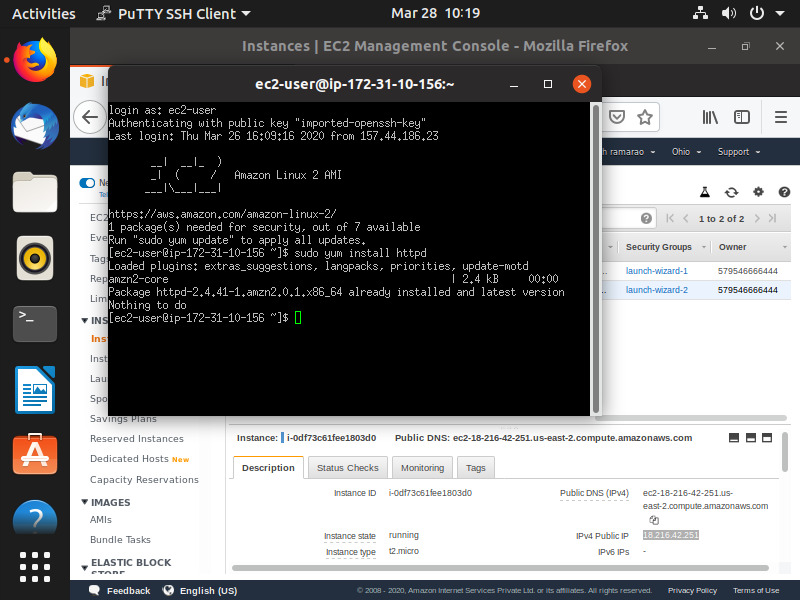 Activities
PuTTY SSH Client
Mar 28 10:19
Instances | EC2 Management Console - Mozilla Firefox
ec2-user@ip-172-31-10-156:~
login as: ec2-user
Authenticating with public key "imported-openssh-key"
Last login: Thu Mar 26 16:09:16 2020 from 157.44.186.23
__| __|_ )
_| ( / Amazon Linux 2 AMI
___|\___|___|
https://aws.amazon.com/amazon-linux-2/
1 package(s) needed for security, out of 7 available
Run "sudo yum update" to apply all updates.
[ec2-user@ip-172-31-10-156 ~]$ sudo yum install httpd
Loaded plugins: extras_suggestions, langpacks, priorities, update-motd
amzn2-core | 2.4 kB 00:00
Package httpd-2.4.41-1.amzn2.0.1.x86_64 already installed and latest version
Nothing to do
[ec2-user@ip-172-31-10-156 ~]$
h ramarao Ohio Support
1 to 2 of 2
Security Groups Owner
launch-wizard-1 579546666444
launch-wizard-2 579546666444
Ne
EC2
Eve
Tags
Rep
Lim
INS
Ins
Inst
Lau
Spo
Savings Plans
Reserved Instances
Dedicated Hosts New
Capacity Reservations
IMAGES
AMIs
Bundle Tasks
ELASTIC BLOCK
STORE
Instance: i-0df73c61fee1803d0 Public DNS: ec2-18-216-42-251.us-east-2.compute.amazonaws.com
Description Status Checks Monitoring Tags
Instance ID i-0df73c61fee1803d0
Public DNS (IPv4) ec2-18-216-42-251.us-
east-2.compute.amazonaws.com
Instance state running
IPv4 Public IP 18.216.42.251
Instance type t2.micro
IPv6 IPs -
Feedback English (US)
© 2008 - 2020, Amazon Internet Services Private Ltd. or its affiliates. All rights reserved.
Privacy Policy Terms of Use